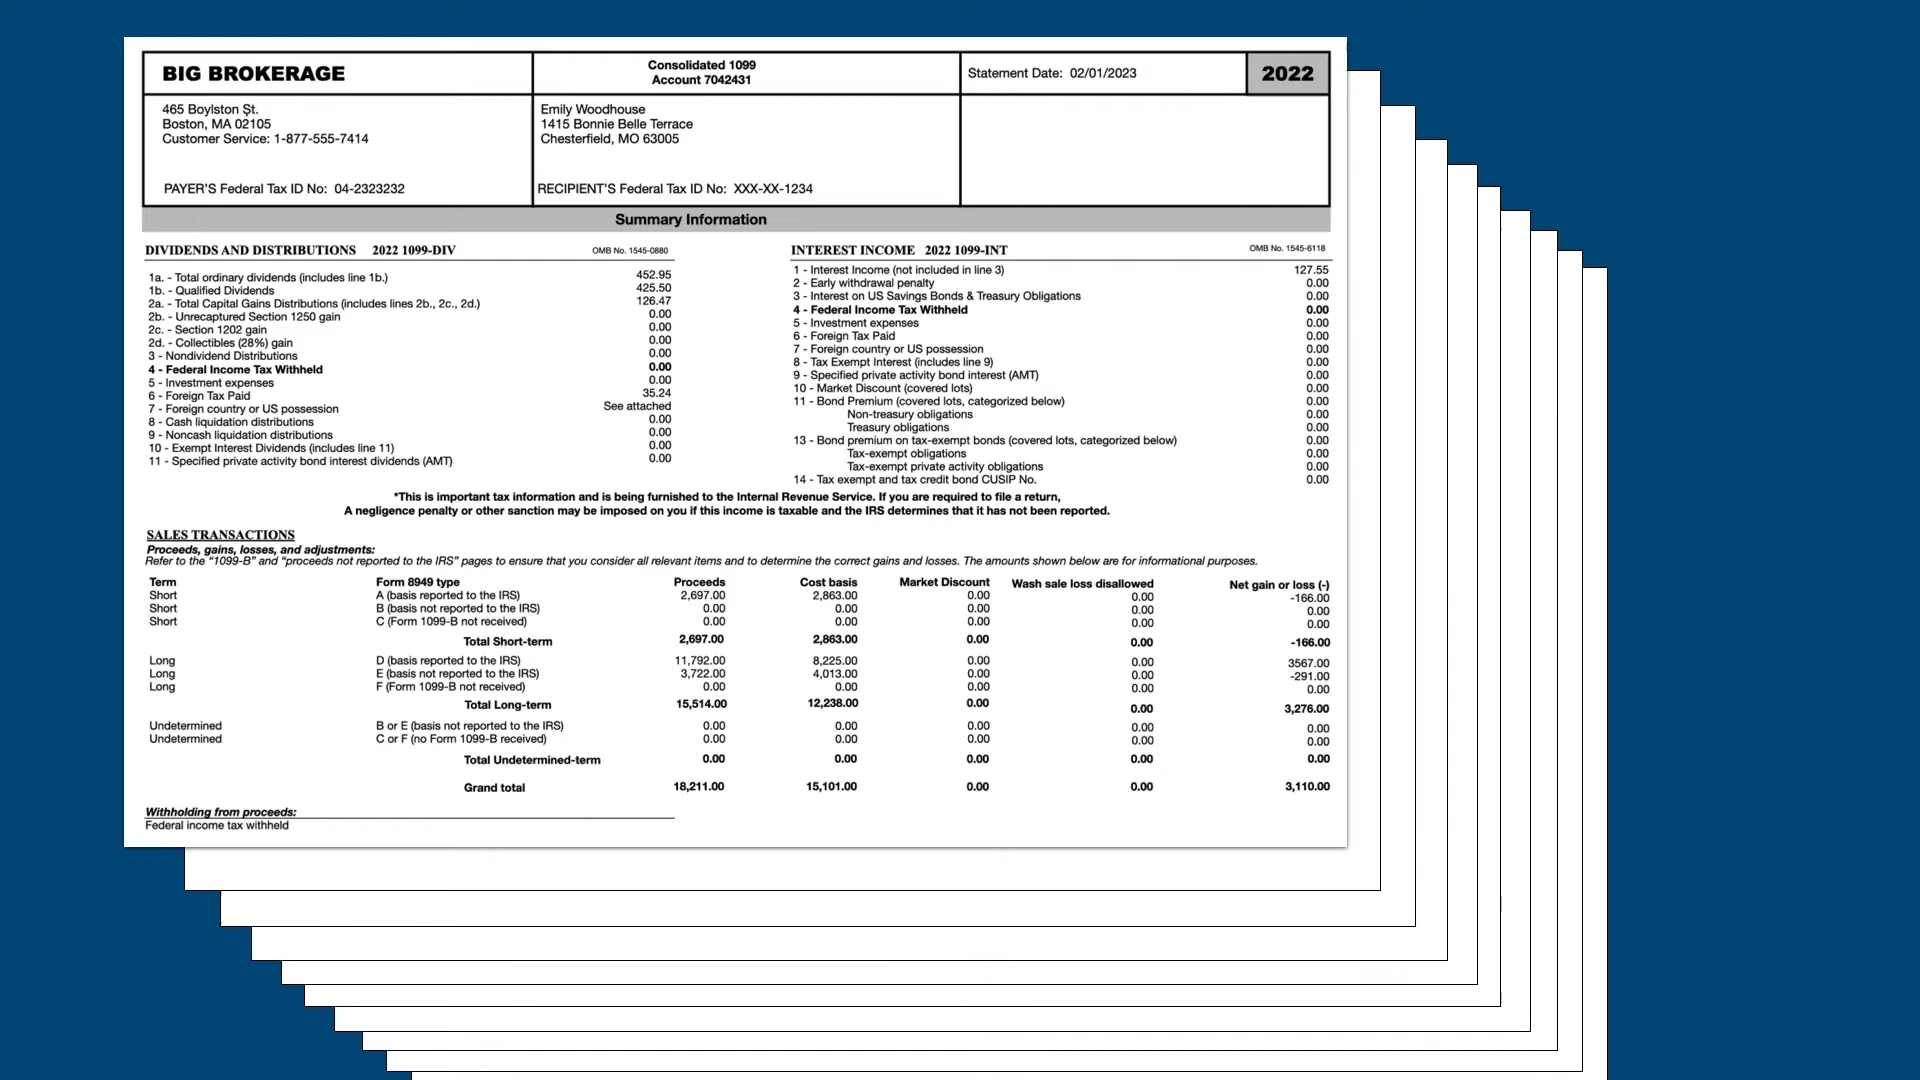 BIG BROKERAGE
Consolidated 1099
Account 7042431
Statement Date: 02/01/2023
2022
465 Boylston St.
Boston, MA 02105
Customer Service: 1-877-555-7414
PAYER'S Federal Tax ID No: 04-2323232
Emily Woodhouse
1415 Bonnie Belle Terrace
Chesterfield, MO 63005
RECIPIENT'S Federal Tax ID No: XXX-XX-1234
Summary Information
DIVIDENDS AND DISTRIBUTIONS 2022 1099-DIV OMB No. 1545-0880
1a. - Total ordinary dividends (includes line 1b.) 452.95
1b. - Qualified Dividends 425.50
2a. - Total Capital Gains Distributions (includes lines 2b., 2c., 2d.) 126.47
2b. - Unrecaptured Section 1250 gain 0.00
2c. - Section 1202 gain 0.00
2d. - Collectibles (28%) gain 0.00
3 - Nondividend Distributions 0.00
4 - Federal Income Tax Withheld 0.00
5 - Investment expenses 0.00
6 - Foreign Tax Paid 35.24
7 - Foreign country or US possession See attached
8 - Cash liquidation distributions 0.00
9 - Noncash liquidation distributions 0.00
10 - Exempt Interest Dividends (includes line 11) 0.00
11 - Specified private activity bond interest dividends (AMT) 0.00
INTEREST INCOME 2022 1099-INT OMB No. 1545-6118
1 - Interest Income (not included in line 3) 127.55
2 - Early withdrawal penalty 0.00
3 - Interest on US Savings Bonds & Treasury Obligations 0.00
4 - Federal Income Tax Withheld 0.00
5 - Investment expenses 0.00
6 - Foreign Tax Paid 0.00
7 - Foreign country or US possession 0.00
8 - Tax Exempt Interest (includes line 9) 0.00
9 - Specified private activity bond interest (AMT) 0.00
10 - Market Discount (covered lots) 0.00
11 - Bond Premium (covered lots, categorized below) 0.00
Non-treasury obligations 0.00
Treasury obligations 0.00
13 - Bond premium on tax-exempt bonds (covered lots, categorized below) 0.00
Tax-exempt obligations 0.00
Tax-exempt private activity obligations 0.00
14 - Tax exempt and tax credit bond CUSIP No. 0.00
*This is important tax information and is being furnished to the Internal Revenue Service. If you are required to file a return,
A negligence penalty or other sanction may be imposed on you if this income is taxable and the IRS determines that it has not been reported.
SALES TRANSACTIONS
Proceeds, gains, losses, and adjustments:
Refer to the “1099-B” and “proceeds not reported to the IRS” pages to ensure that you consider all relevant items and to determine the correct gains and losses. The amounts shown below are for informational purposes.
Term Form 8949 type Proceeds Cost basis Market Discount Wash sale loss disallowed Net gain or loss (-)
Short A (basis reported to the IRS) 2,697.00 2,863.00 0.00 0.00 -166.00
Short B (basis not reported to the IRS) 0.00 0.00 0.00 0.00 0.00
Short C (Form 1099-B not received) 0.00 0.00 0.00 0.00 0.00
Total Short-term 2,697.00 2,863.00 0.00 0.00 -166.00
Long D (basis reported to the IRS) 11,792.00 8,225.00 0.00 0.00 3567.00
Long E (basis not reported to the IRS) 3,722.00 4,013.00 0.00 0.00 -291.00
Long F (Form 1099-B not received) 0.00 0.00 0.00 0.00 0.00
Total Long-term 15,514.00 12,238.00 0.00 0.00 3,276.00
Undetermined B or E (basis not reported to the IRS) 0.00 0.00 0.00 0.00 0.00
Undetermined C or F (no Form 1099-B received) 0.00 0.00 0.00 0.00 0.00
Total Undetermined-term 0.00 0.00 0.00 0.00 0.00
Grand total 18,211.00 15,101.00 0.00 0.00 3,110.00
Withholding from proceeds:
Federal income tax withheld